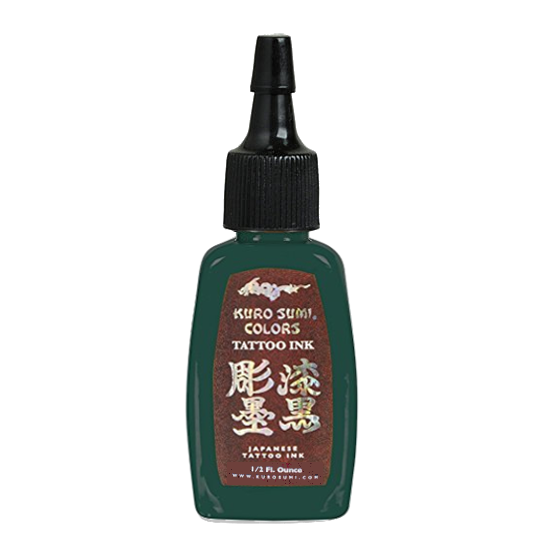 KURO SUMI®
COLORS
TATTOO INK
漆黒
彫墨
JAPANESE
TATTOO INK
1/2 FL. Ounce
WWW.KUROSUMI.COM